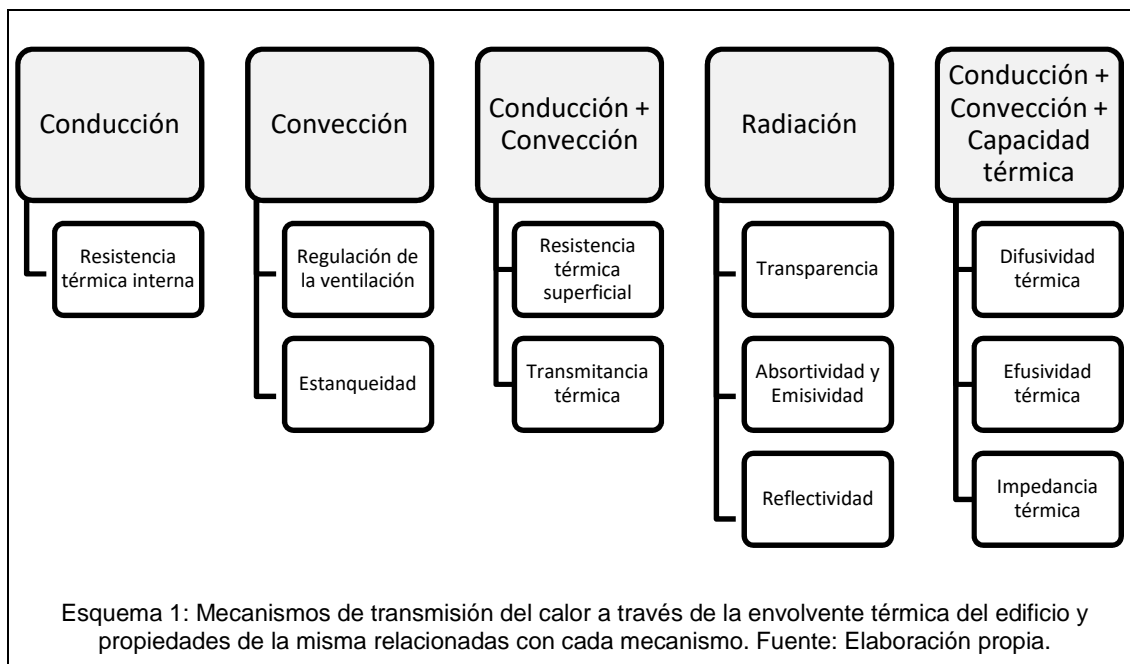 Conducción
Resistencia
térmica interna
Convección
Regulación de
la ventilación
Estanqueidad
Conducción +
Convección
Resistencia
térmica
superficial
Transmitancia
térmica
Radiación
Transparencia
Absortividad y
Emisividad
Reflectividad
Conducción +
Convección +
Capacidad
térmica
Difusividad
térmica
Efusividad
térmica
Impedancia
térmica
Esquema 1: Mecanismos de transmisión del calor a través de la envolvente térmica del edificio y
propiedades de la misma relacionadas con cada mecanismo. Fuente: Elaboración propia.